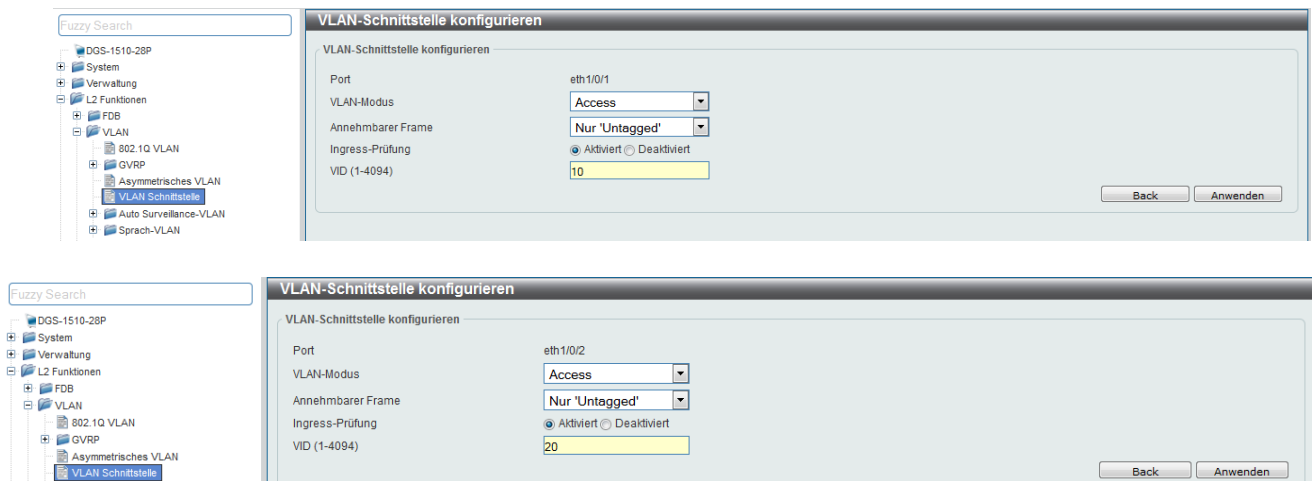 Fuzzy Search
DGS-1510-28P
System
Verwaltung
L2 Funktionen
FDB
VLAN
802.1Q VLAN
GVRP
Asymmetrisches VLAN
VLAN Schnittstelle
Auto Surveillance-VLAN
Sprach-VLAN
VLAN-Schnittstelle konfigurieren
VLAN-Schnittstelle konfigurieren
Port eth1/0/1
VLAN-Modus Access
Annehmbarer Frame Nur 'Untagged'
Ingress-Prüfung Aktiviert Deaktiviert
VID (1-4094) 10
Back Anwenden
Fuzzy Search
DGS-1510-28P
System
Verwaltung
L2 Funktionen
FDB
VLAN
802.1Q VLAN
GVRP
Asymmetrisches VLAN
VLAN Schnittstelle
VLAN-Schnittstelle konfigurieren
VLAN-Schnittstelle konfigurieren
Port eth1/0/2
VLAN-Modus Access
Annehmbarer Frame Nur 'Untagged'
Ingress-Prüfung Aktiviert Deaktiviert
VID (1-4094) 20
Back Anwenden